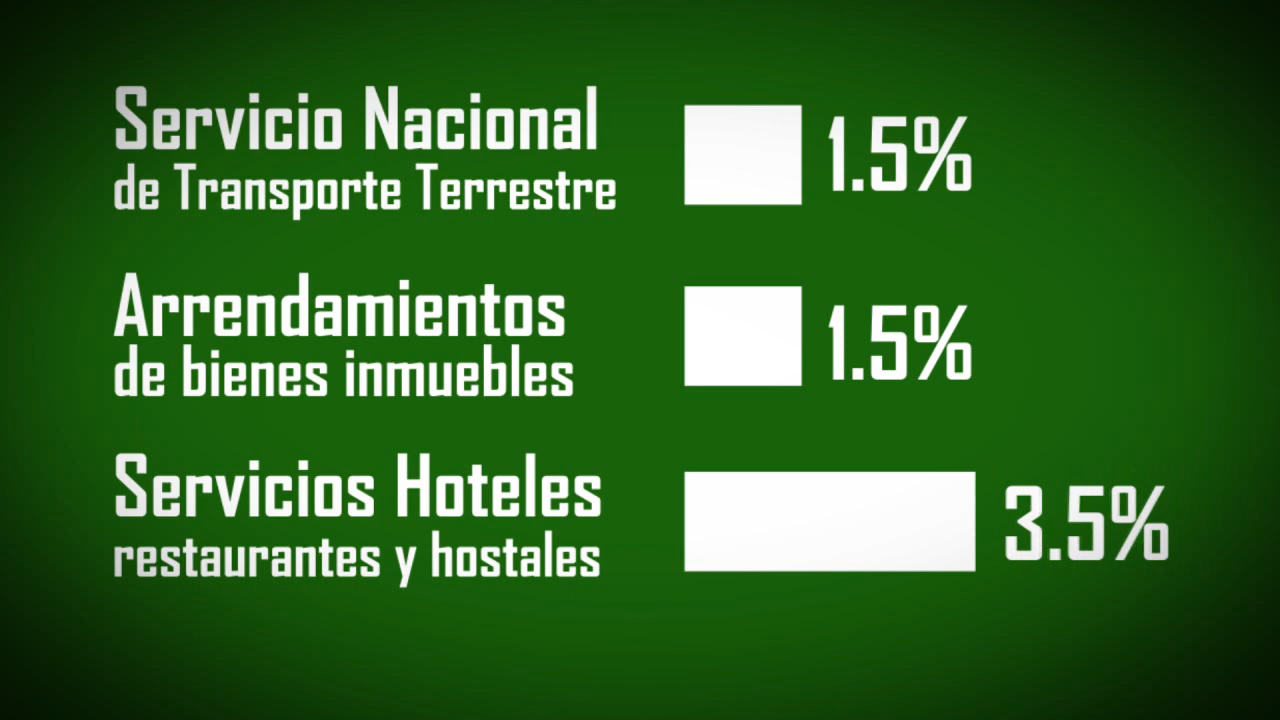 Servicio Nacional
de Transporte Terrestre
1.5%
Arrendamientos
de bienes inmuebles
1.5%
Servicios Hoteles
restaurantes y hostales
3.5%